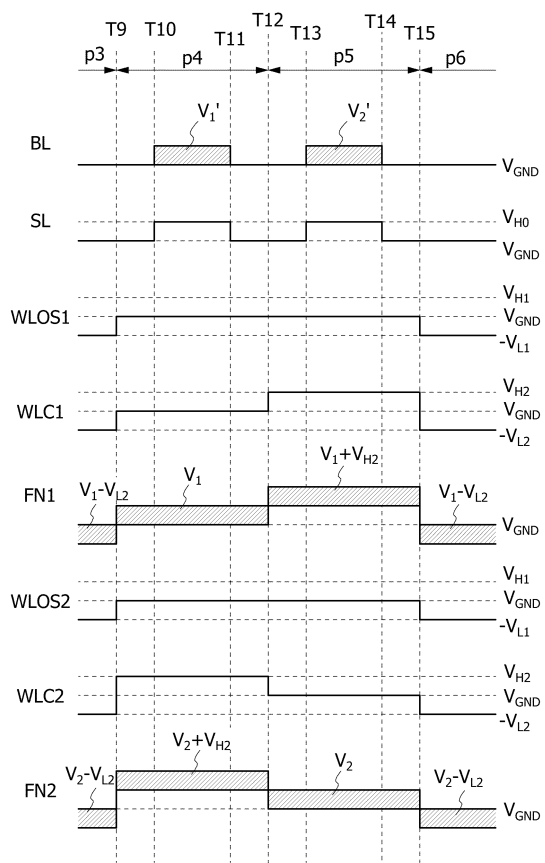 T9 T10 T11 T12 T13 T14 T15
p3 p4 p5 p6
V1' V2'
BL
VGND
SL VH0
VGND
VH1
WLOS1 VGND
-VL1
VH2
WLC1 VGND
-VL2
V1+VH2
V1-VL2 V1 V1-VL2
FN1
VGND
VH1
WLOS2 VGND
-VL1
VH2
WLC2 VGND
-VL2
V2+VH2
V2-VL2 V2 V2-VL2
FN2 VGND